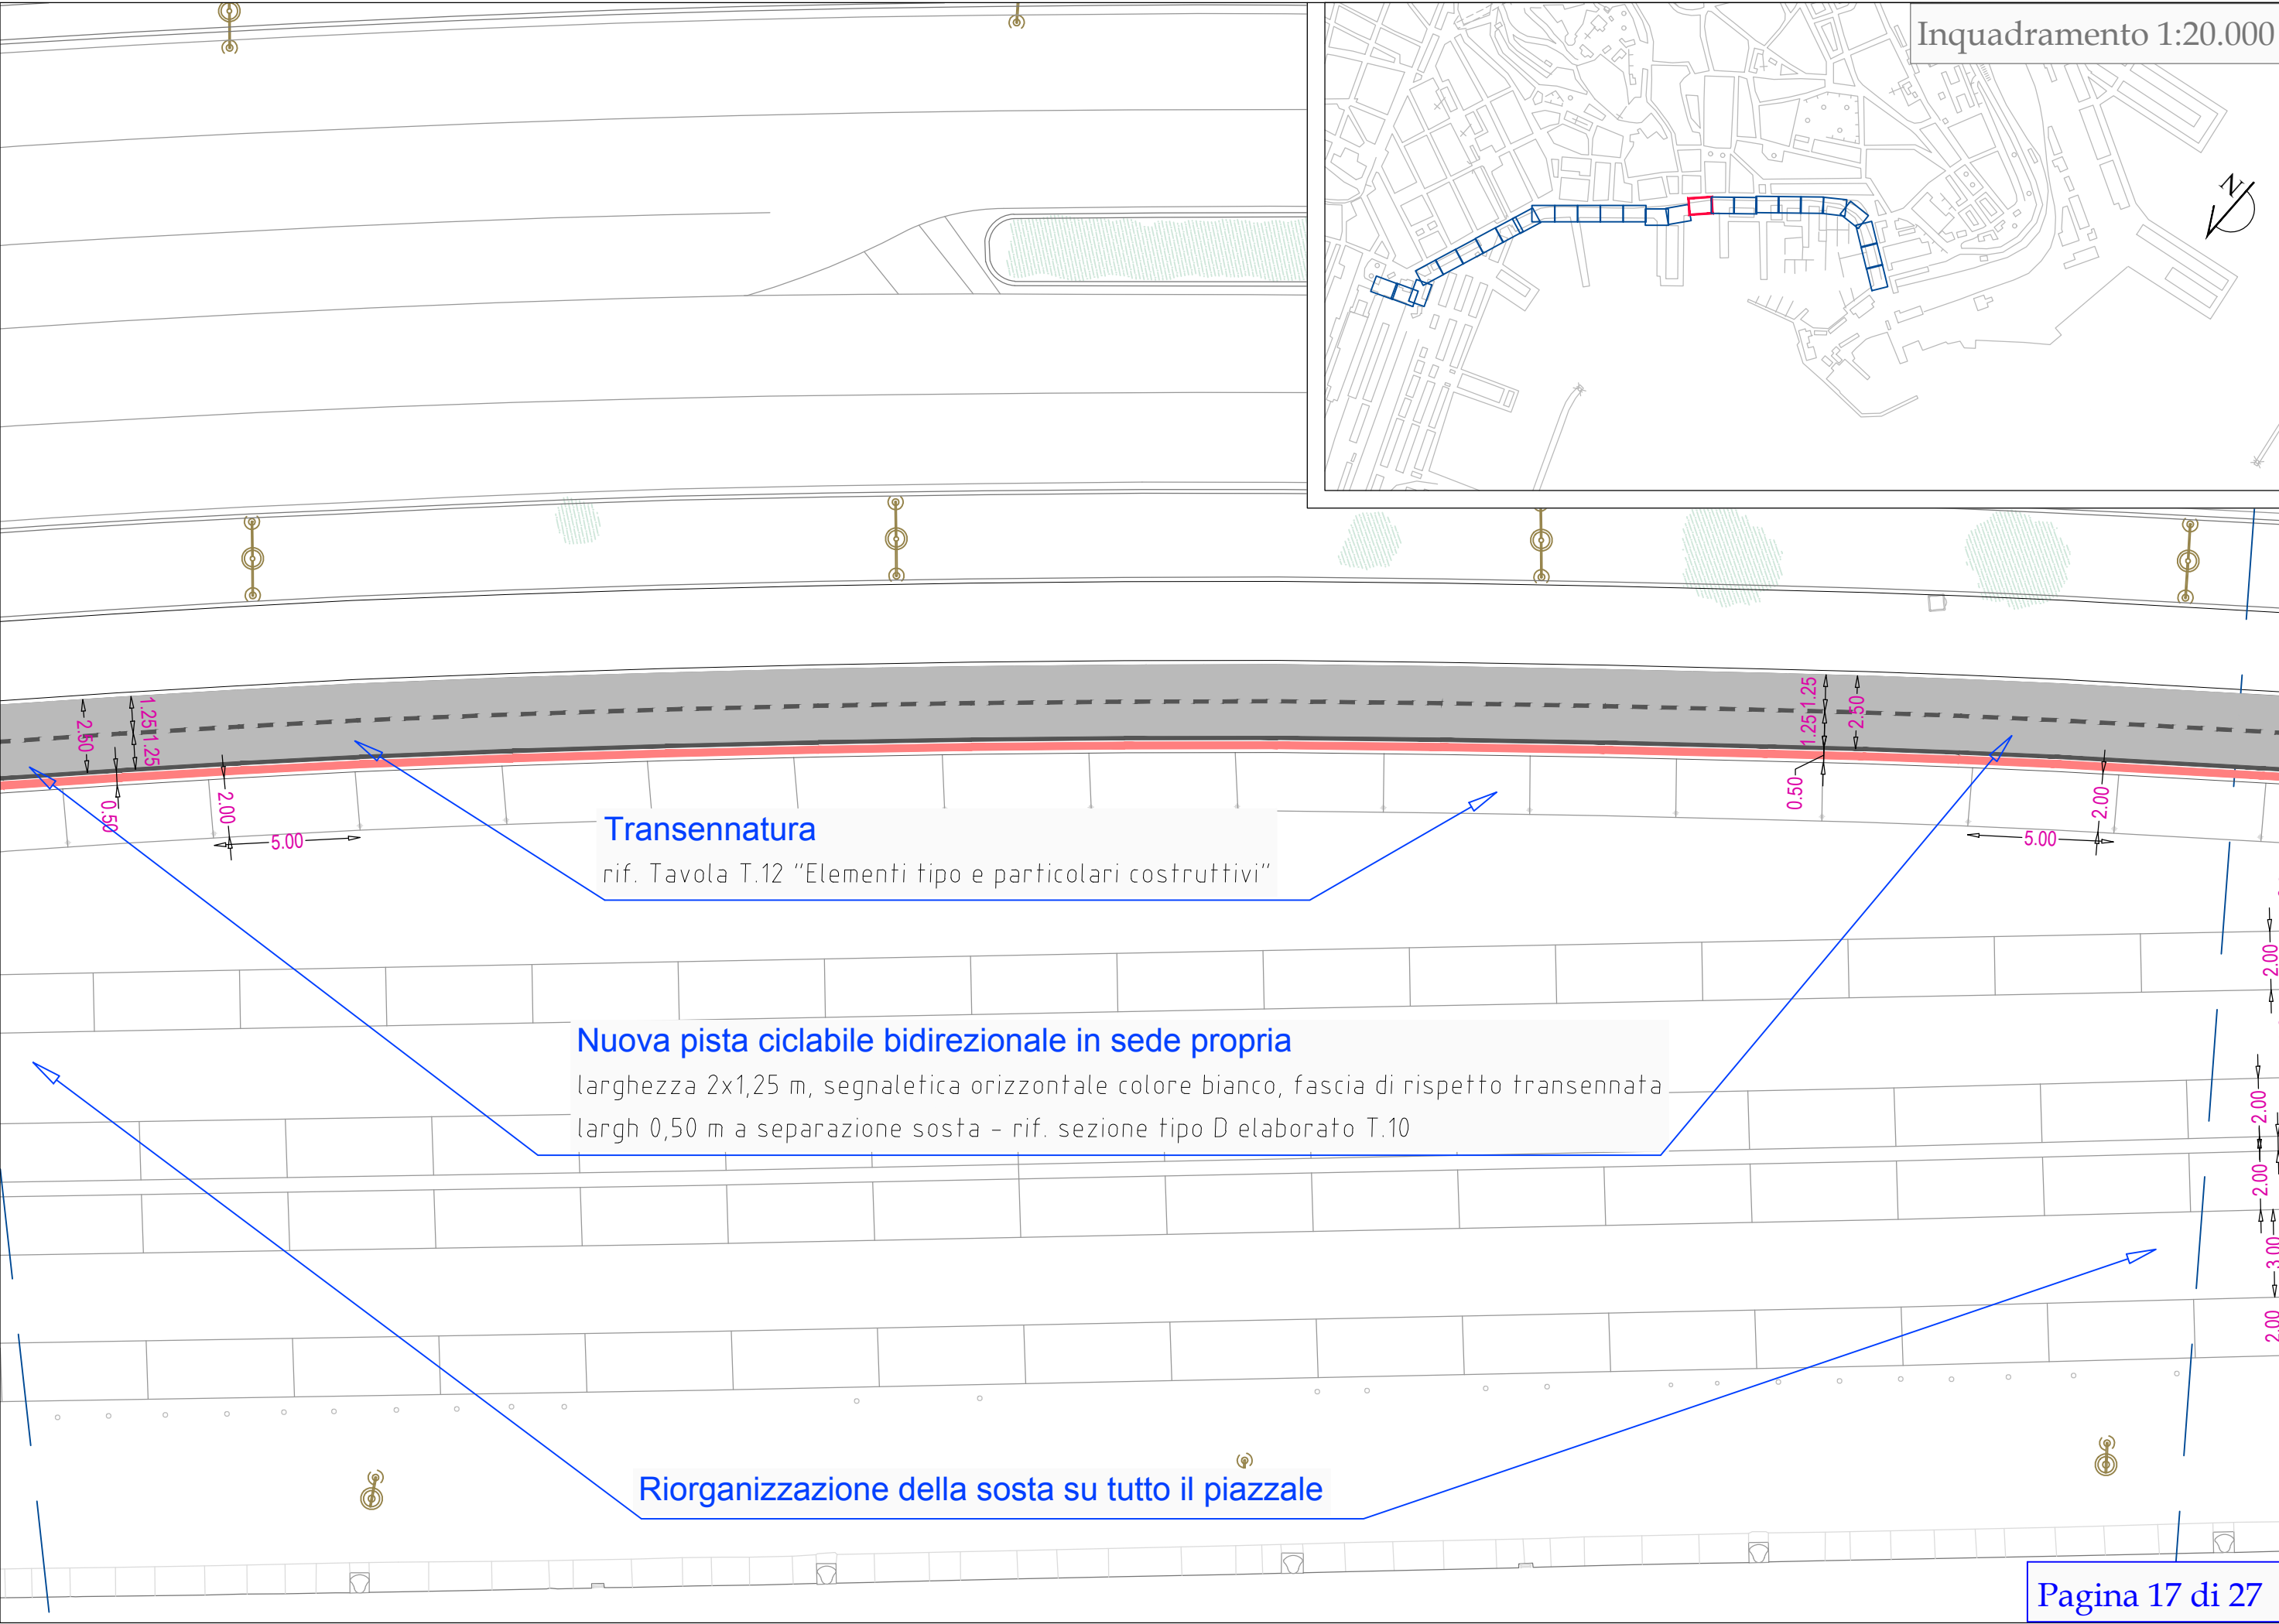 Inquadramento 1:20.000
N
2.50
1.25
1.25
0.50
2.00
5.00
1.25
1.25
2.50
0.50
2.00
5.00
Transennatura
rif. Tavola T.12 "Elementi tipo e particolari costruttivi"
2.00
Nuova pista ciclabile bidirezionale in sede propria
larghezza 2x1,25 m, segnaletica orizzontale colore bianco, fascia di rispetto transennata
largh 0,50 m a separazione sosta – rif. sezione tipo D elaborato T.10
2.00
2.00
3.00
2.00
Riorganizzazione della sosta su tutto il piazzale
Pagina 17 di 27